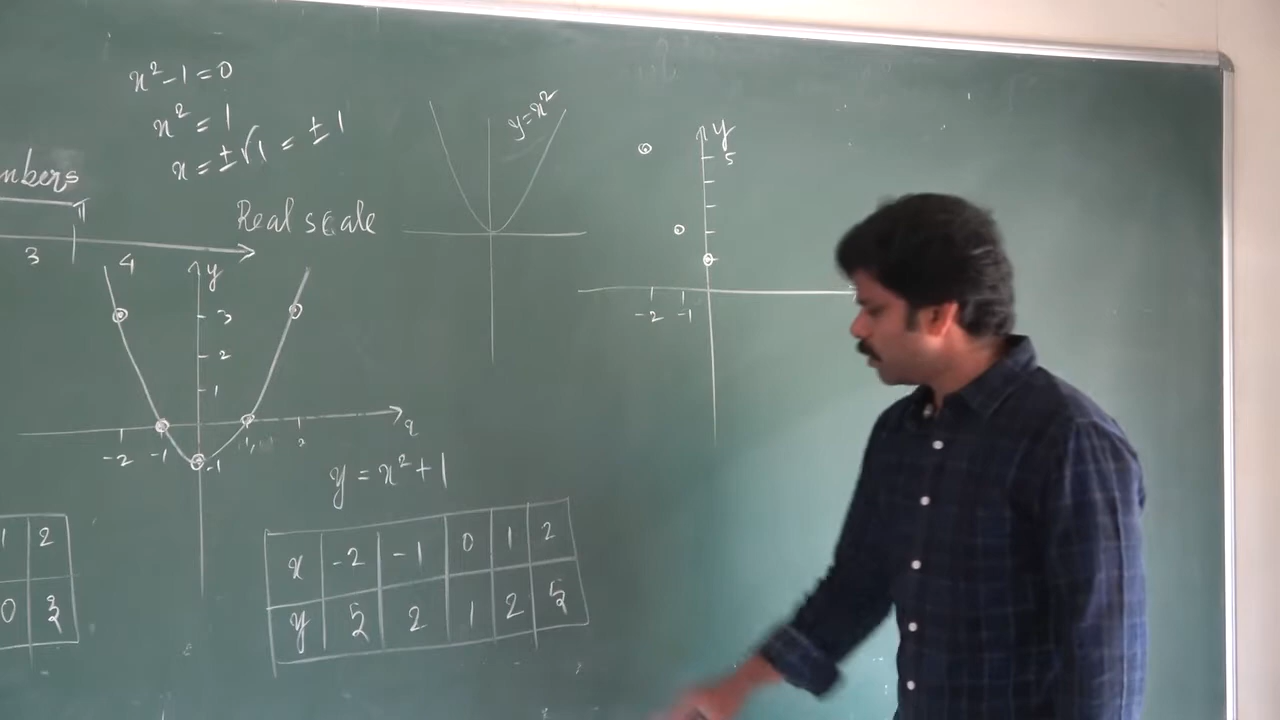 x² - 1 = 0
x² = 1
x = ±√1 = ±1
y = x²
y
5
-2 -1
mbers
π
3 4
Real scale
y
3
2
1
-2 -1 1 2
x
-1
y = x² + 1
1 2
0 3
x -2 -1 0 1 2
y 5 2 1 2 5